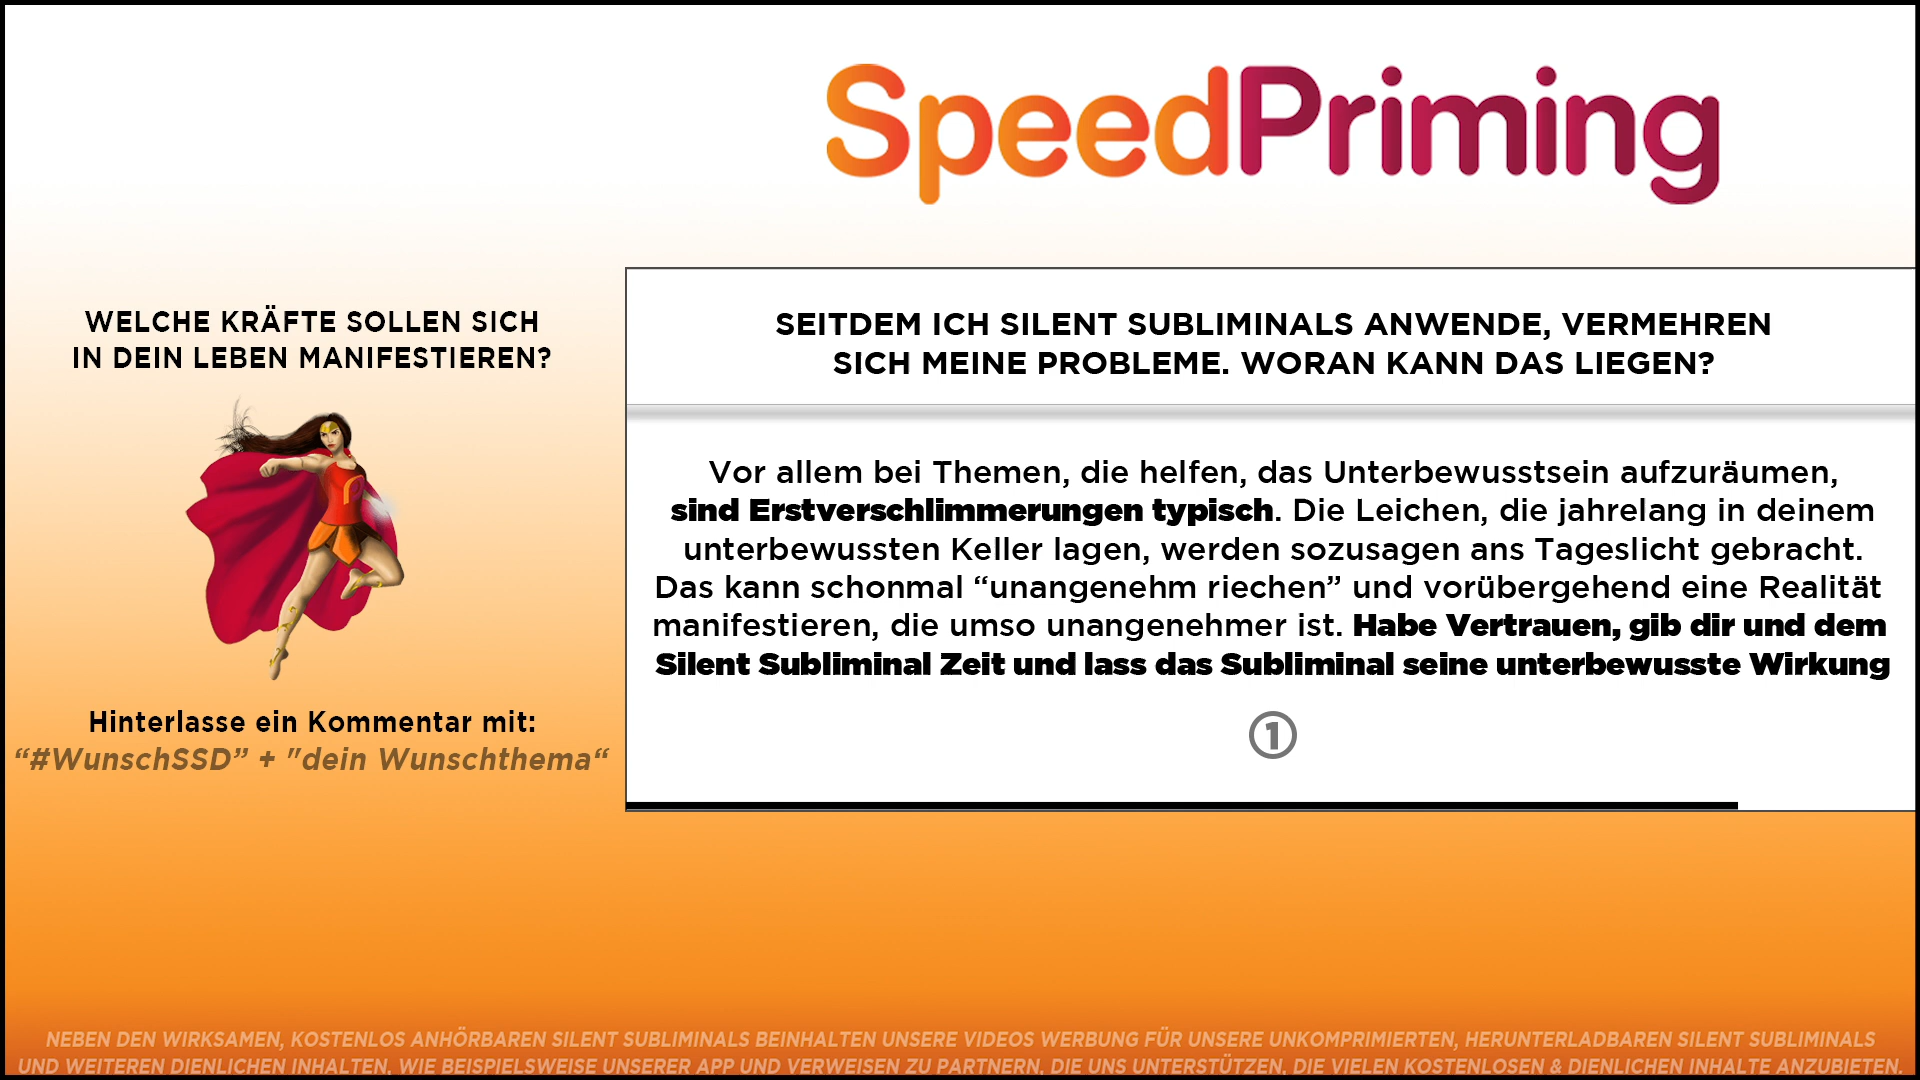 SpeedPriming
WELCHE KRÄFTE SOLLEN SICH
IN DEIN LEBEN MANIFESTIEREN?
Hinterlasse ein Kommentar mit:
“#WunschSSD” + "dein Wunschthema“
SEITDEM ICH SILENT SUBLIMINALS ANWENDE, VERMEHREN
SICH MEINE PROBLEME. WORAN KANN DAS LIEGEN?
Vor allem bei Themen, die helfen, das Unterbewusstsein aufzuräumen,
sind Erstverschlimmerungen typisch. Die Leichen, die jahrelang in deinem
unterbewussten Keller lagen, werden sozusagen ans Tageslicht gebracht.
Das kann schonmal “unangenehm riechen” und vorübergehend eine Realität
manifestieren, die umso unangenehmer ist. Habe Vertrauen, gib dir und dem
Silent Subliminal Zeit und lass das Subliminal seine unterbewusste Wirkung
①
NEBEN DEN WIRKSAMEN, KOSTENLOS ANHÖRBAREN SILENT SUBLIMINALS BEINHALTEN UNSERE VIDEOS WERBUNG FÜR UNSERE UNKOMPRIMIERTEN, HERUNTERLADBAREN SILENT SUBLIMINALS
UND WEITEREN DIENLICHEN INHALTEN, WIE BEISPIELSWEISE UNSERER APP UND VERWEISEN ZU PARTNERN, DIE UNS UNTERSTÜTZEN, DIE VIELEN KOSTENLOSEN & DIENLICHEN INHALTE ANZUBIETEN.